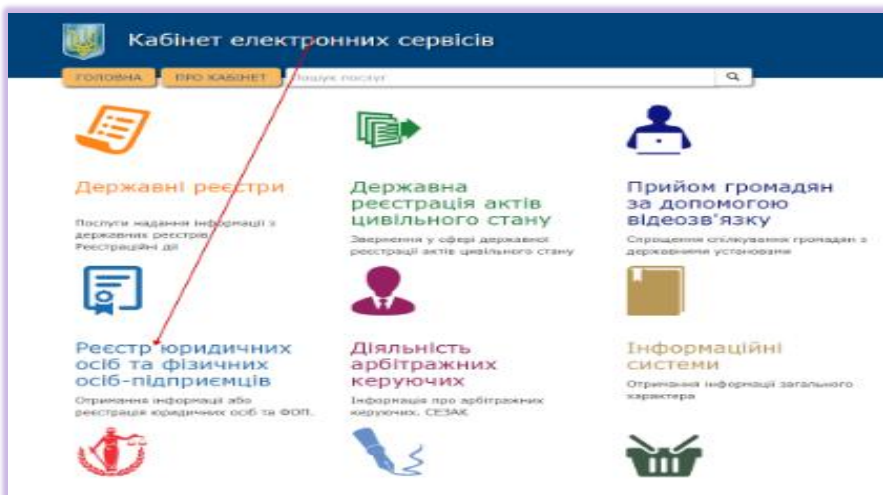 Кабінет електронних сервісів
ГОЛОВНА ПРО КАБІНЕТ Пошук послуг
Державні реєстри
Послуги надання інформації з
державних реєстрів.
Реєстраційні дії
Державна
реєстрація актів
цивільного стану
Звернення у сфері державної
реєстрації актів цивільного стану
Прийом громадян
за допомогою
відеозв'язку
Спрощення спілкування громадян з
державними установами
Реєстр юридичних
осіб та фізичних
осіб-підприємців
Отримання інформації або
реєстрація юридичних осіб та ФОП.
Діяльність
арбітражних
керуючих
Інформація про арбітражних
керуючих. СЕЗАК
Інформаційні
системи
Отримання інформації загального
характера